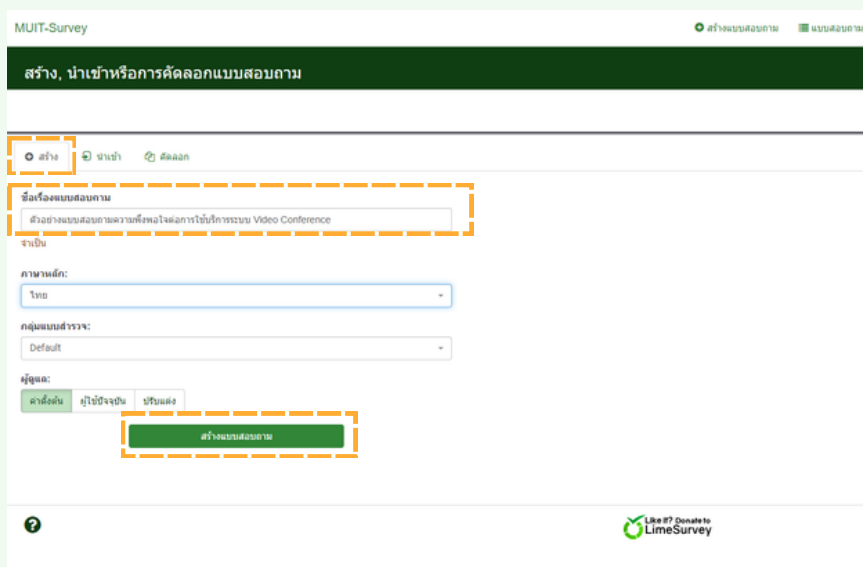 MUIT-Survey
สร้างแบบสอบถาม
แบบสอบถาม
สร้าง, นำเข้าหรือการคัดลอกแบบสอบถาม
สร้าง
นำเข้า
คัดลอก
ชื่อเรื่องแบบสอบถาม
ตัวอย่างแบบสอบถามความพึงพอใจต่อการใช้บริการระบบ Video Conference
จำเป็น
ภาษาหลัก:
ไทย
กลุ่มแบบสำรวจ:
Default
ผู้ดูแล:
ค่าตั้งต้น
ผู้ใช้ปัจจุบัน
ปรับแต่ง
สร้างแบบสอบถาม
Like it? Donate to
LimeSurvey